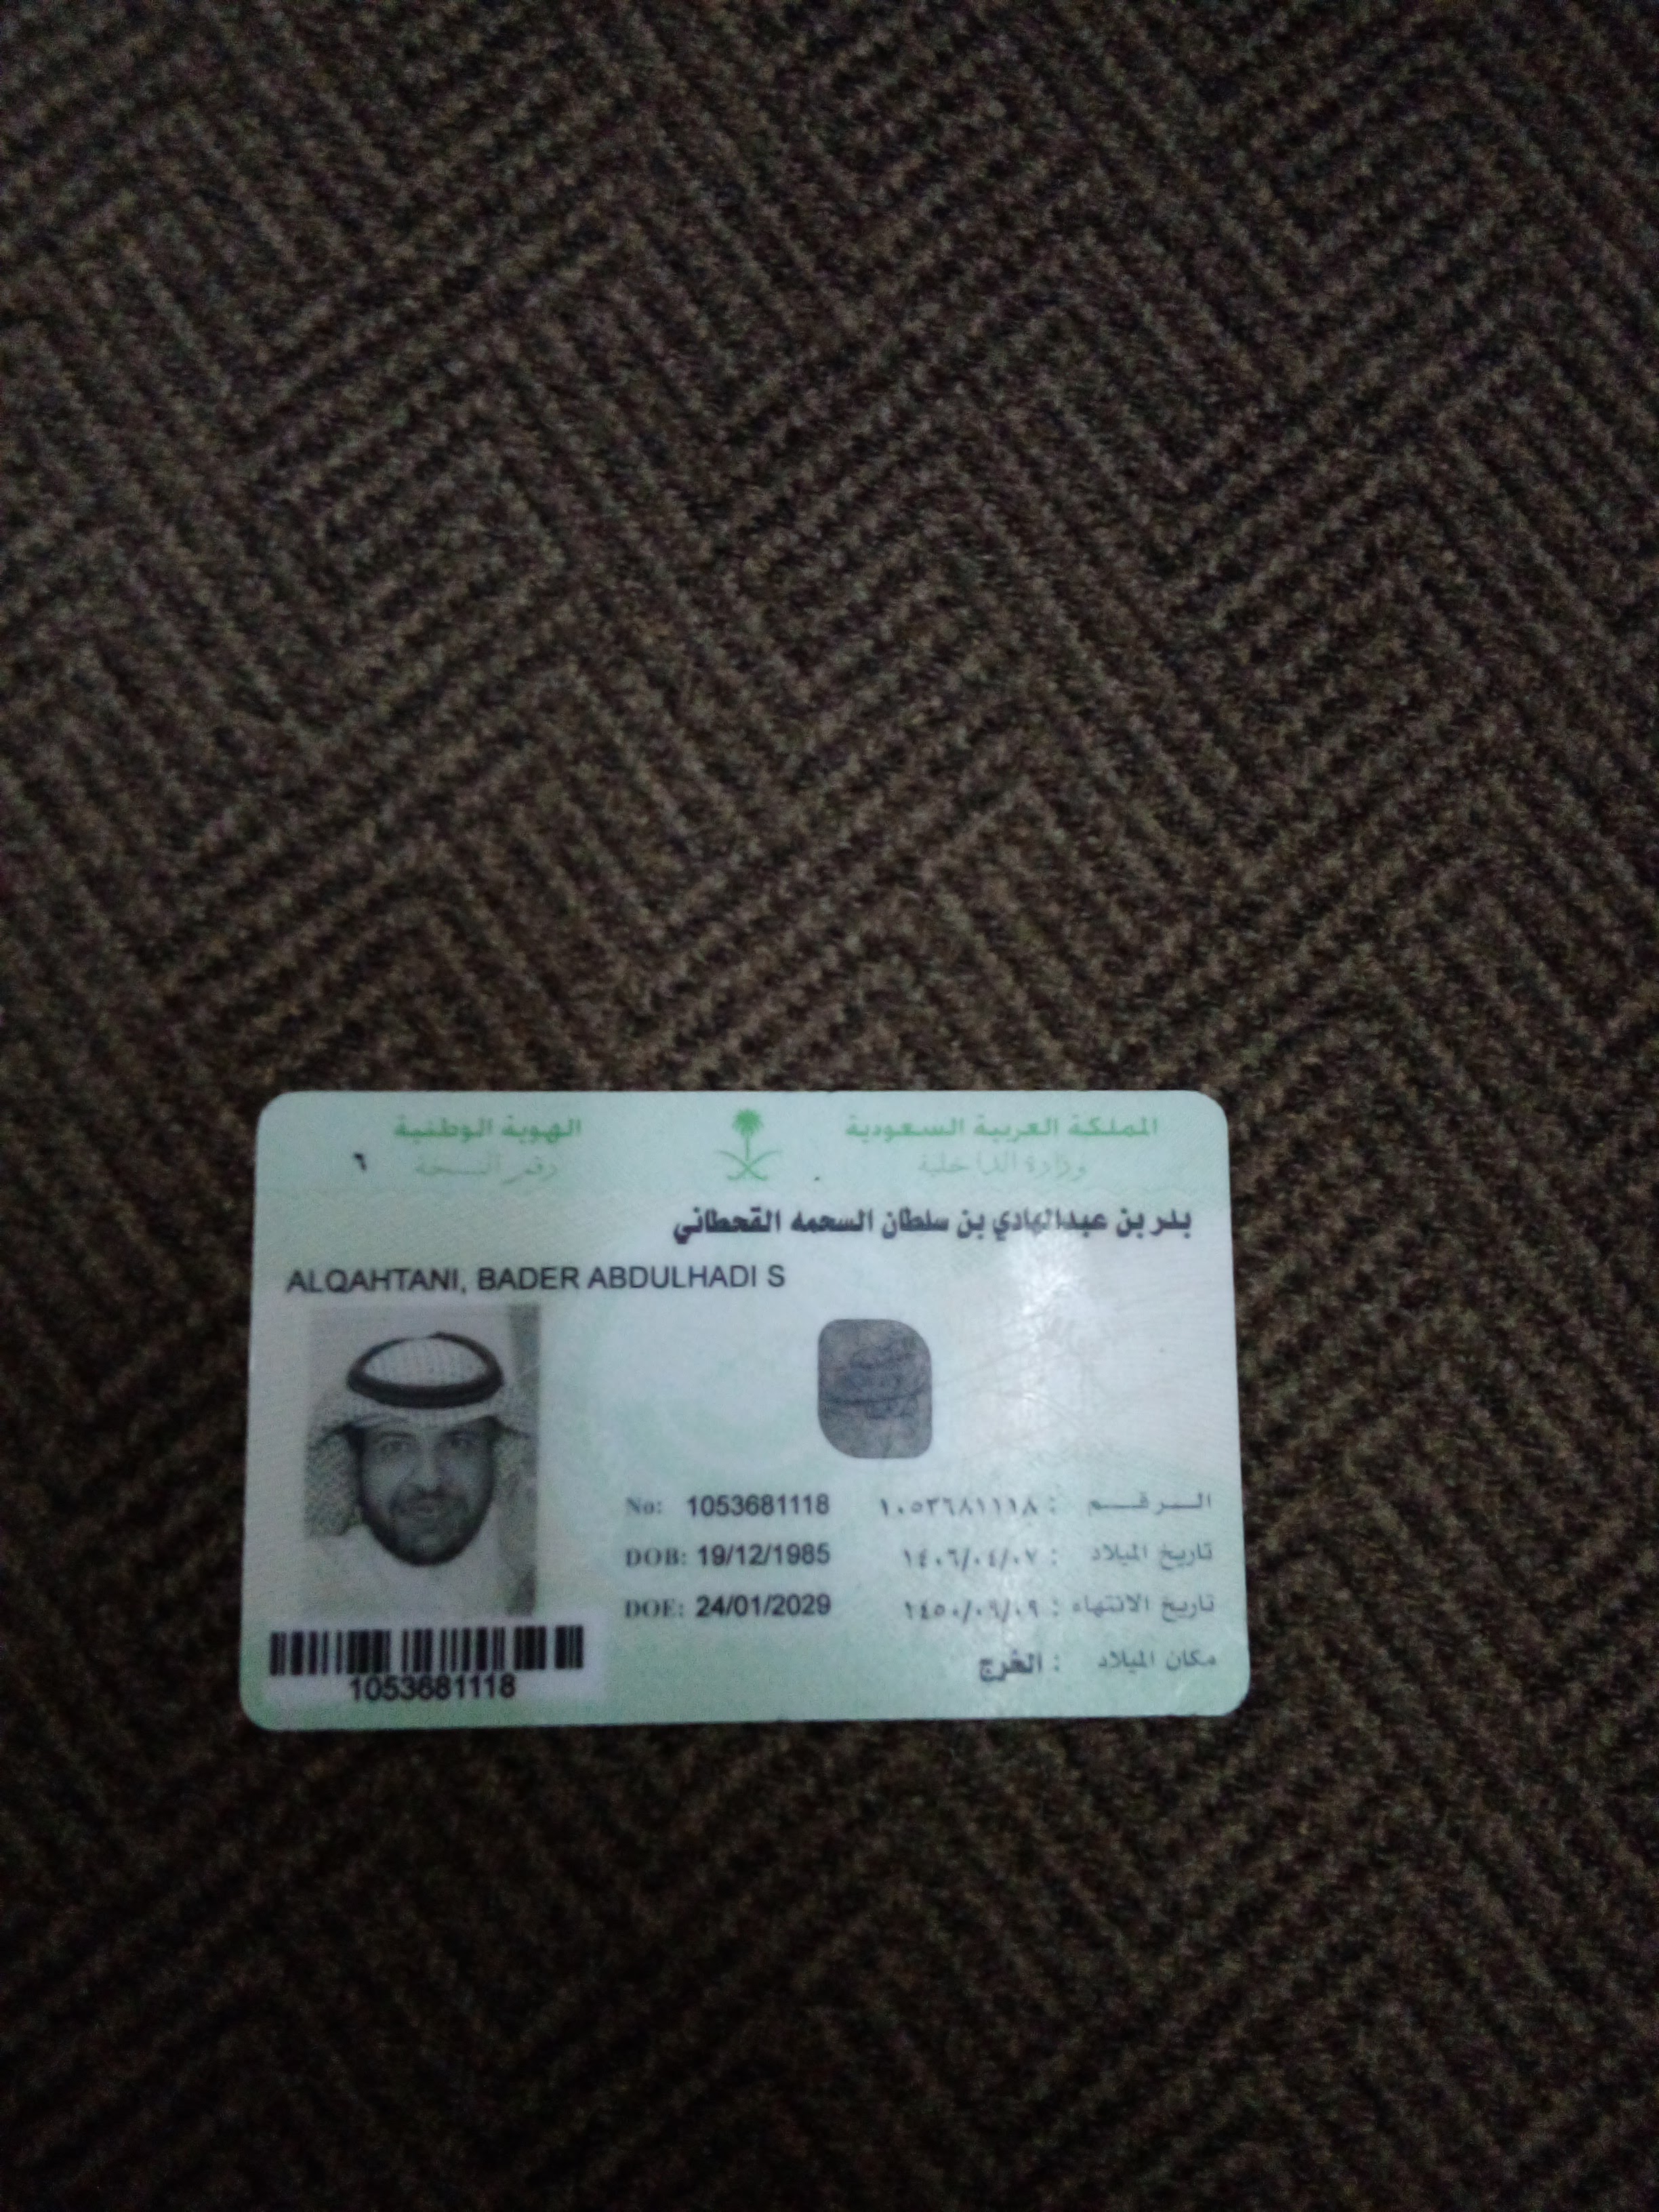 المملكة العربية السعودية
الهوية الوطنية
وزارة الداخلية
رقم النسخة ٦
بدر بن عبدالهادي بن سلطان السحمه القحطاني
ALQAHTANI, BADER ABDULHADI S
الرقم : ١٠٥٣٦٨١١١٨ No: 1053681118
تاريخ الميلاد : ١٤٠٦/٠٤/٠٧ DOB: 19/12/1985
تاريخ الانتهاء : ١٤٥٠/٠٩/٠٩ DOE: 24/01/2029
مكان الميلاد : الخرج
1053681118